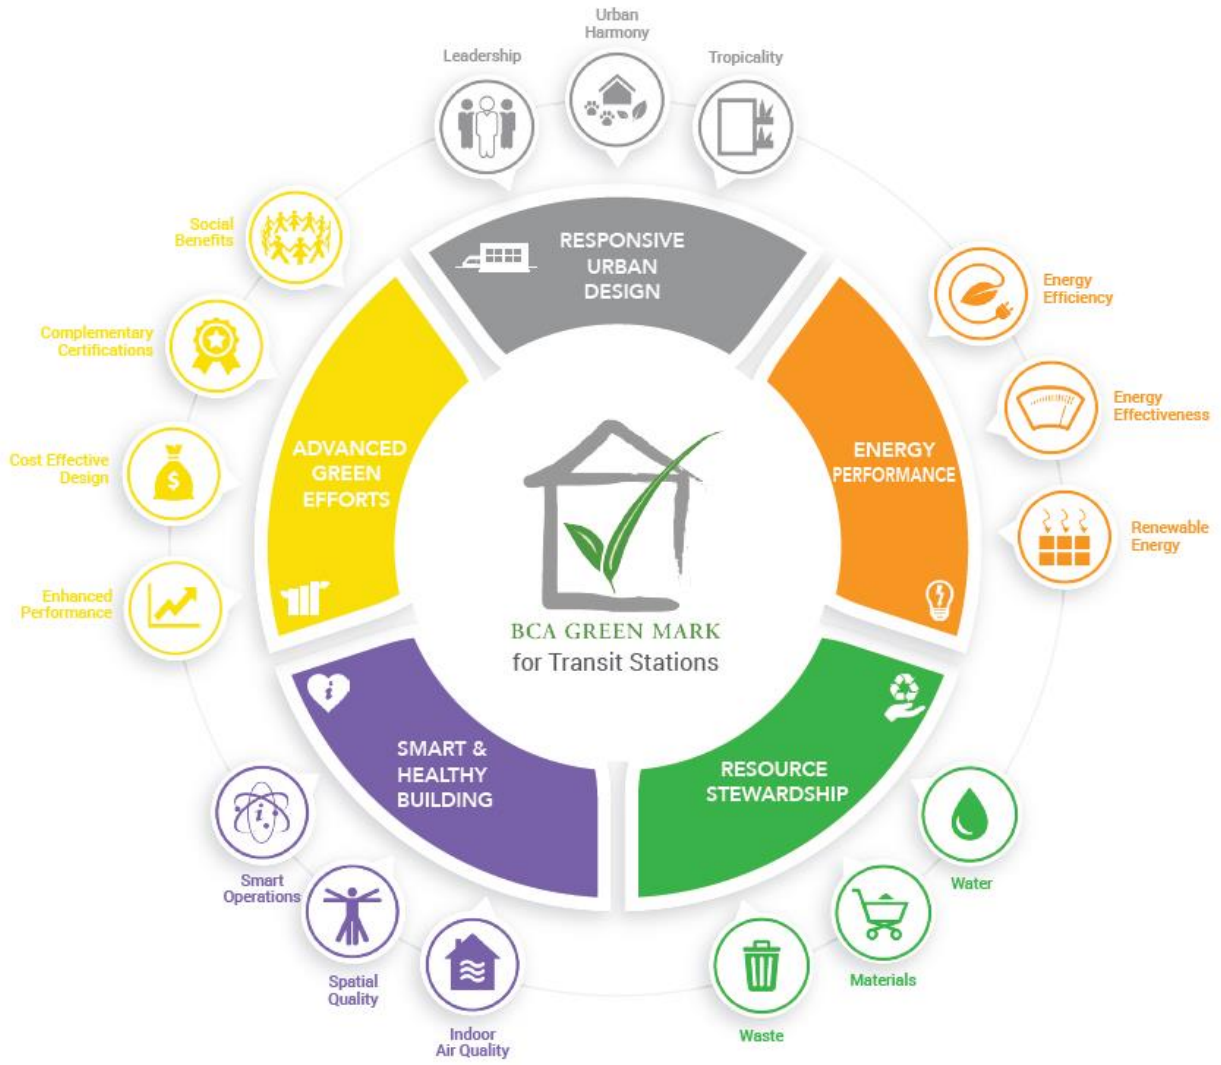 Urban
Harmony
Leadership
Tropicality
RESPONSIVE
URBAN
DESIGN
Energy
Efficiency
Energy
Effectiveness
Renewable
Energy
ENERGY
PERFORMANCE
Water
Materials
Waste
RESOURCE
STEWARDSHIP
Indoor
Air Quality
Spatial
Quality
Smart
Operations
i
SMART &
HEALTHY
BUILDING
i
Enhanced
Performance
Cost Effective
Design
$
Complementary
Certifications
Social
Benefits
ADVANCED
GREEN
EFFORTS
BCA GREEN MARK
for Transit Stations